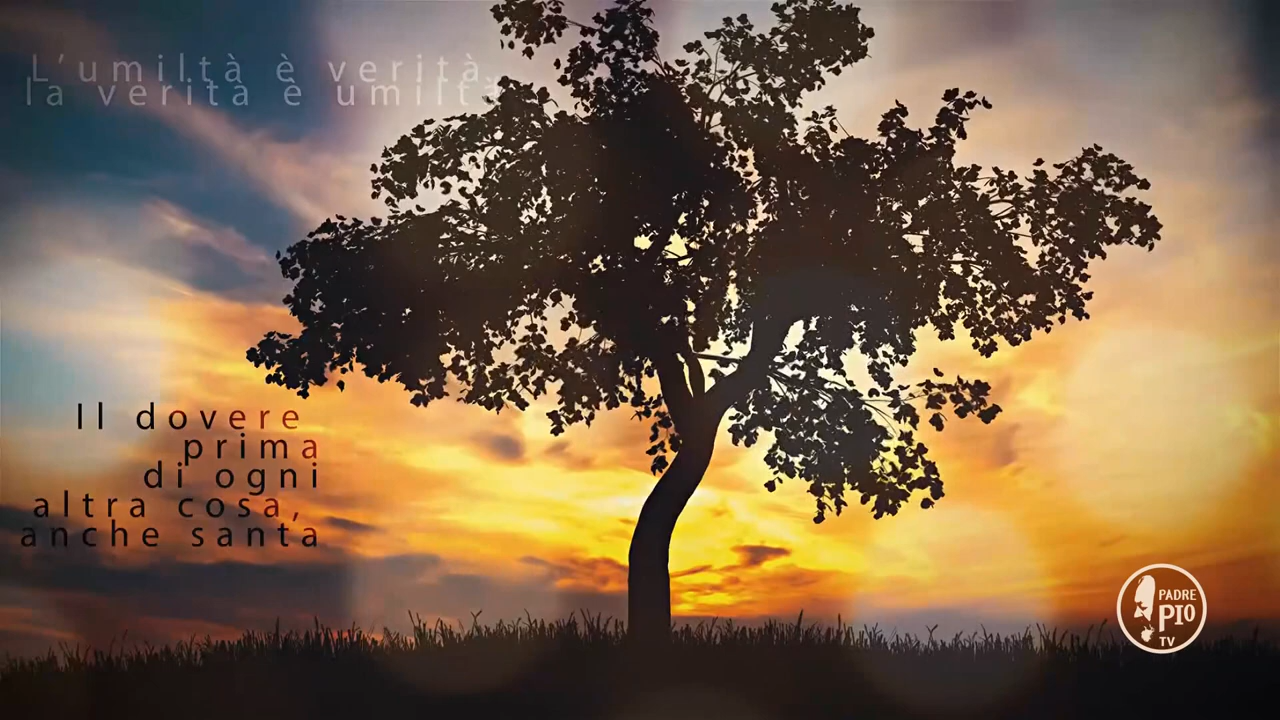 L'umiltà è verità,
la verità è umiltà
Il dovere
prima
di ogni
altra cosa,
anche santa
PADRE
PIO
TV